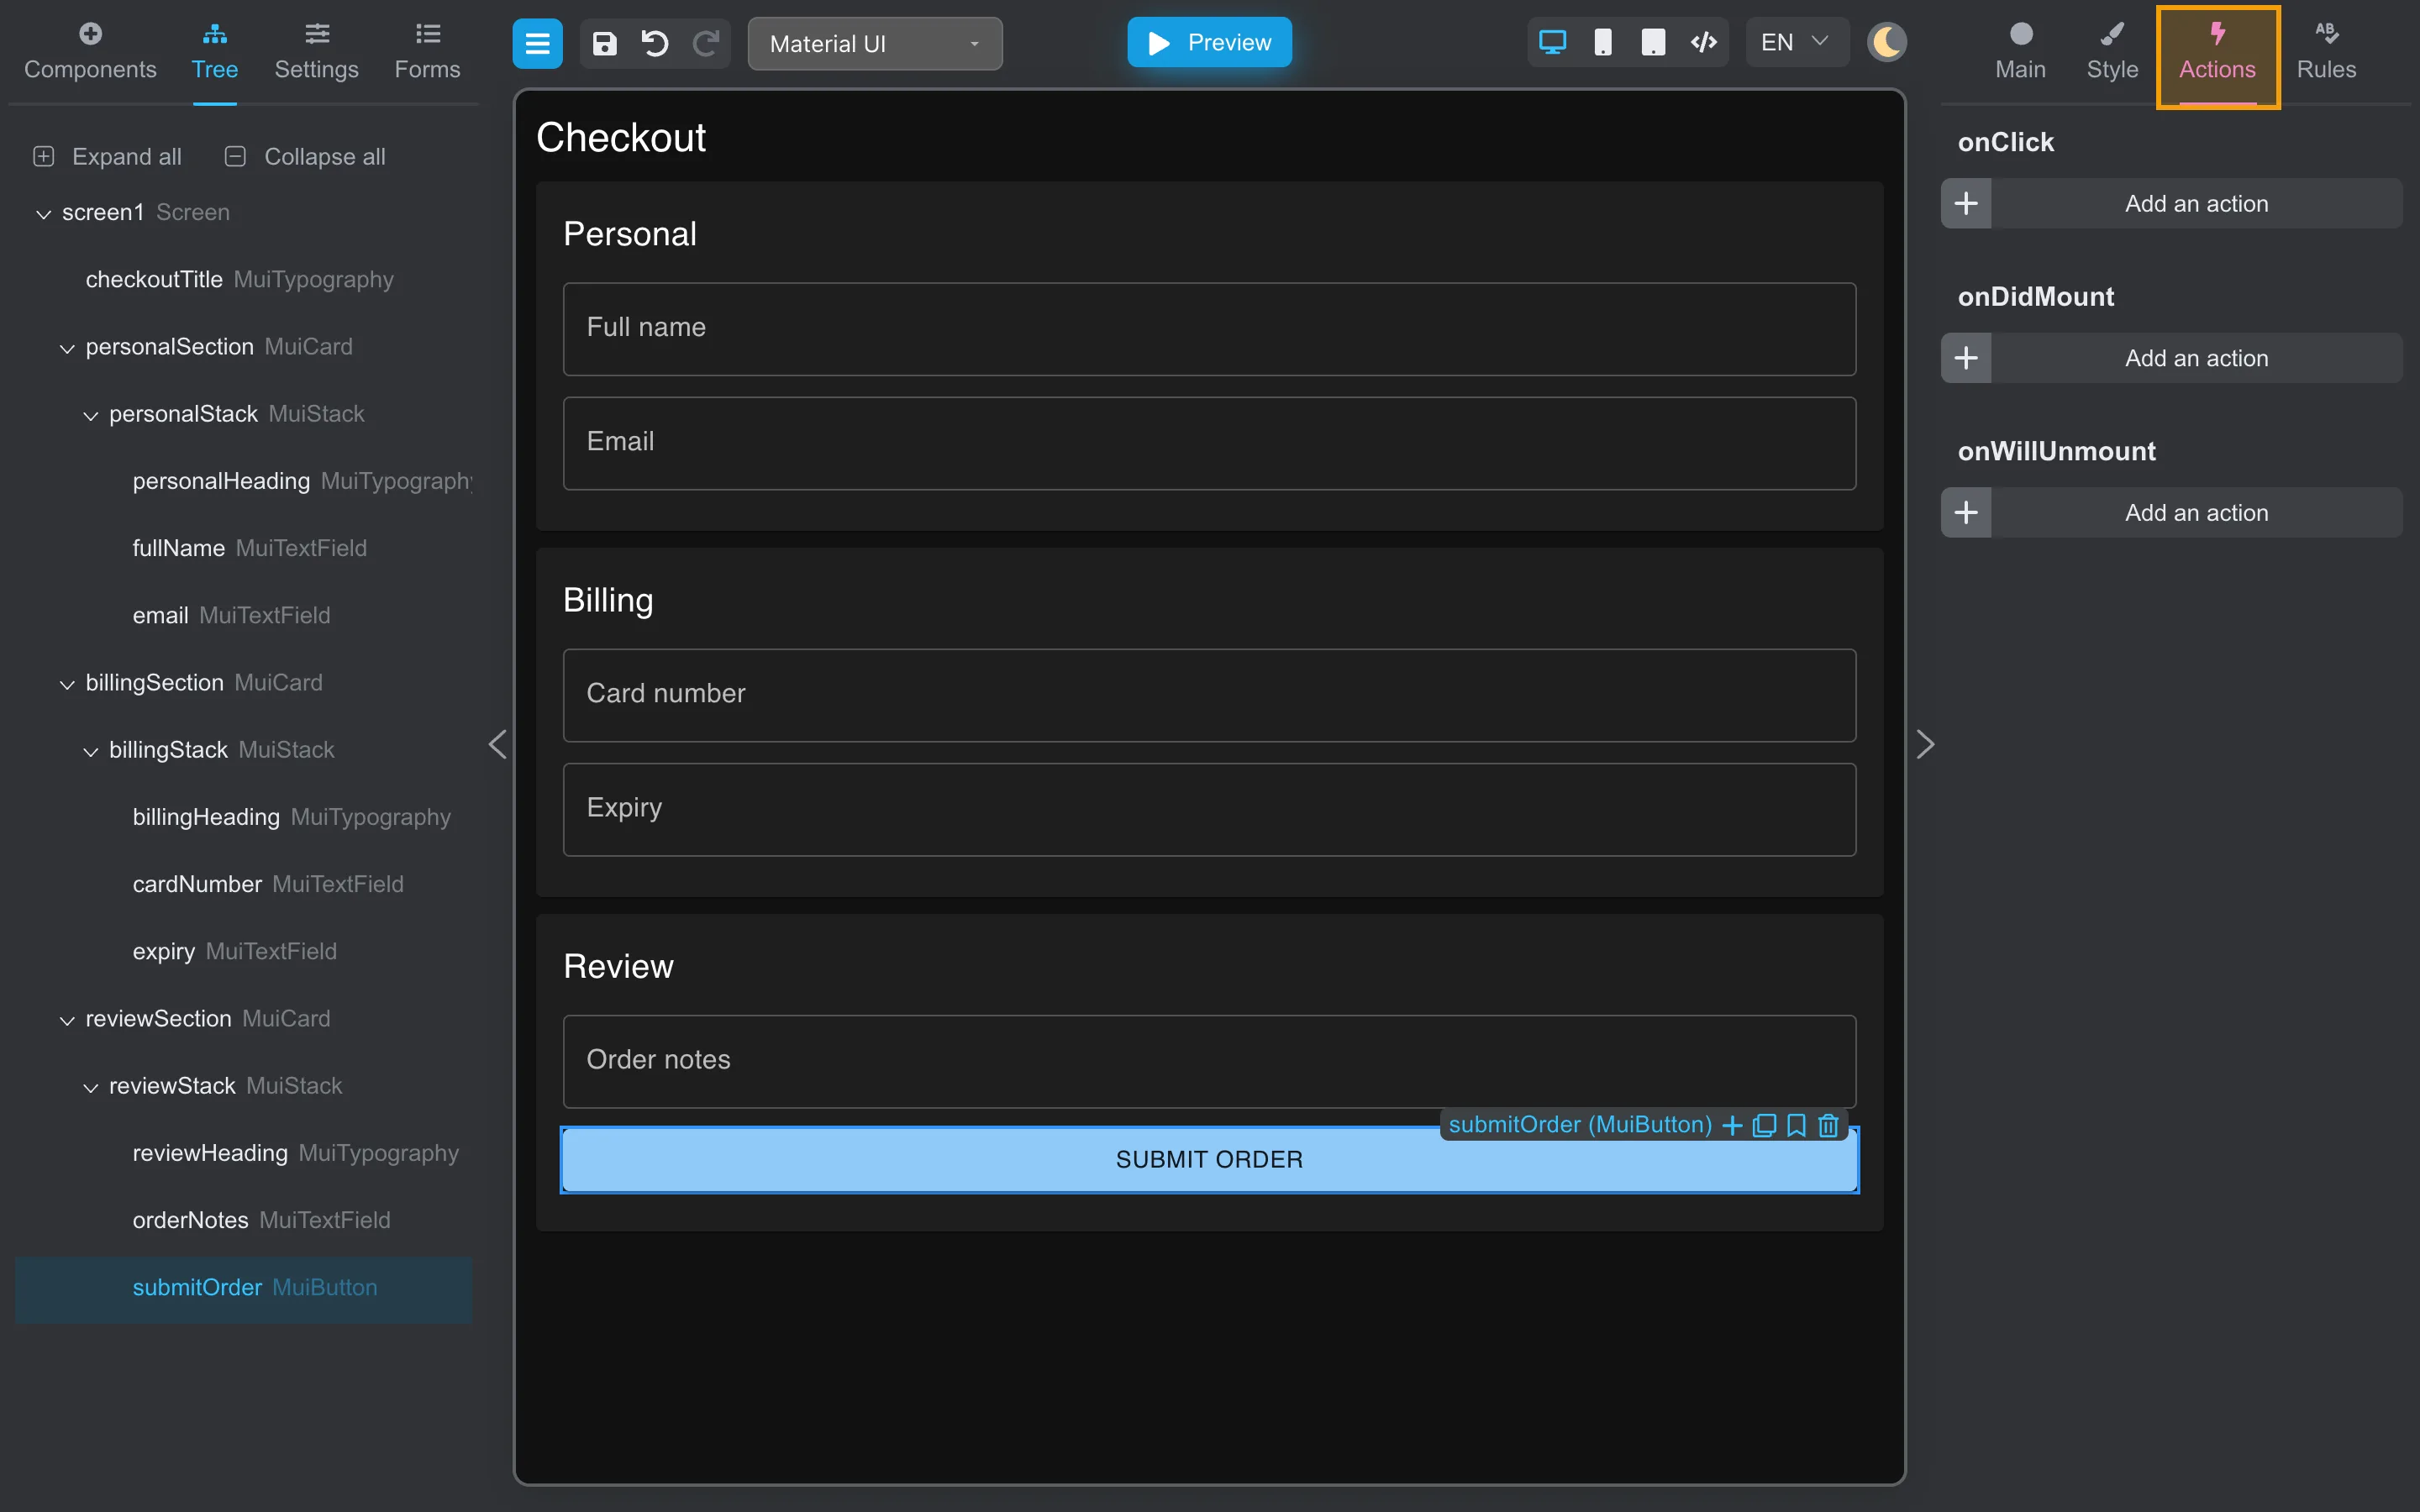 Components Tree Settings Forms
Material UI
Preview
EN
Main Style Actions Rules
Expand all Collapse all
screen1 Screen
checkoutTitle MuiTypography
personalSection MuiCard
personalStack MuiStack
personalHeading MuiTypography
fullName MuiTextField
email MuiTextField
billingSection MuiCard
billingStack MuiStack
billingHeading MuiTypography
cardNumber MuiTextField
expiry MuiTextField
reviewSection MuiCard
reviewStack MuiStack
reviewHeading MuiTypography
orderNotes MuiTextField
submitOrder MuiButton
Checkout
Personal
Full name
Email
Billing
Card number
Expiry
Review
Order notes
submitOrder (MuiButton)
SUBMIT ORDER
onClick
Add an action
onDidMount
Add an action
onWillUnmount
Add an action